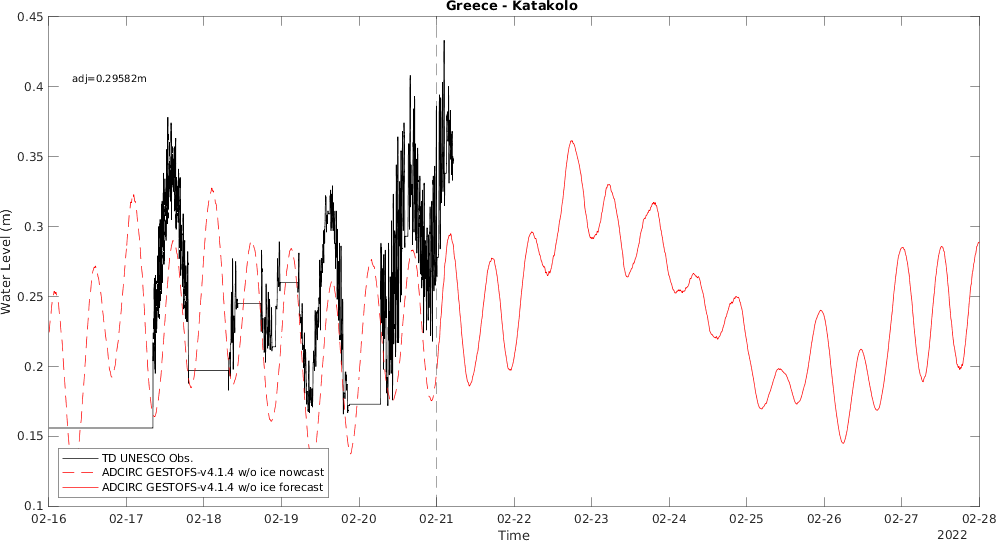 Greece - Katakolo
adj=0.29582m
Water Level (m)
0.45
0.4
0.35
0.3
0.25
0.2
0.15
0.1
TD UNESCO Obs.
ADCIRC GESTOFS-v4.1.4 w/o ice nowcast
ADCIRC GESTOFS-v4.1.4 w/o ice forecast
02-16 02-17 02-18 02-19 02-20 02-21 02-22 02-23 02-24 02-25 02-26 02-27 02-28
Time
2022